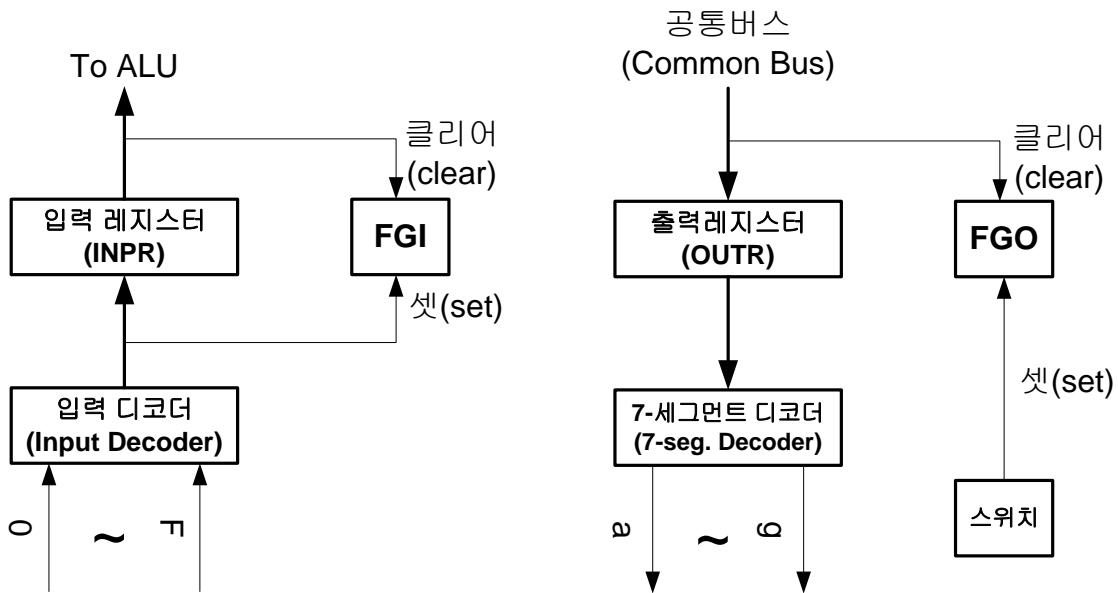 To ALU
클리어
(clear)
입력 레지스터
(INPR)
FGI
셋(set)
입력 디코더
(Input Decoder)
0
~
F
공통버스
(Common Bus)
클리어
(clear)
출력레지스터
(OUTR)
FGO
셋(set)
7-세그먼트 디코더
(7-seg. Decoder)
스위치
a
~
g